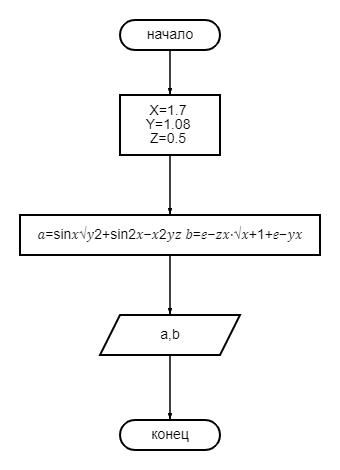 начало
X=1.7
Y=1.08
Z=0.5
𝑎=sin𝑥√𝑦2+sin2𝑥−𝑥2𝑦𝑧 𝑏=𝑒−𝑧𝑥⋅√𝑥+1+𝑒−𝑦𝑥
a,b
конец